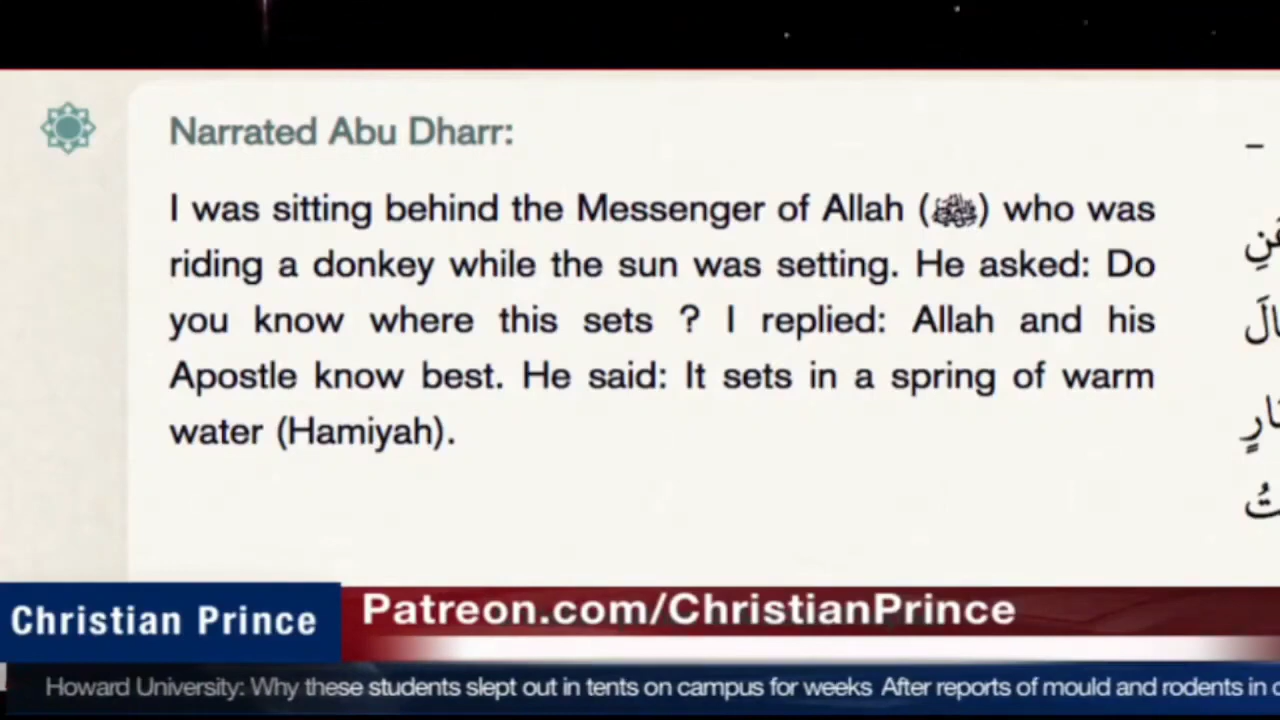 Narrated Abu Dharr:
I was sitting behind the Messenger of Allah (ﷺ) who was
riding a donkey while the sun was setting. He asked: Do
you know where this sets ? I replied: Allah and his
Apostle know best. He said: It sets in a spring of warm
water (Hamiyah).
Christian Prince
Patreon.com/ChristianPrince
Howard University: Why these students slept out in tents on campus for weeks After reports of mould and rodents in